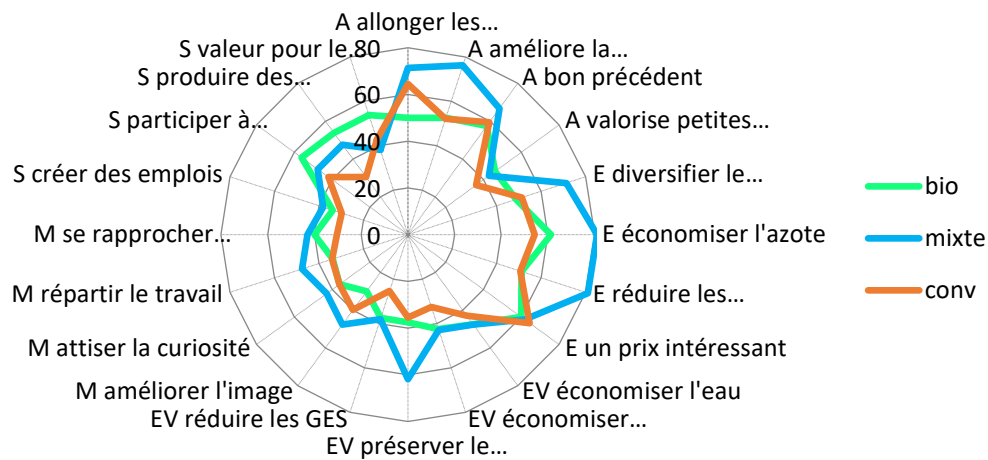 A allonger les…
A améliore la…
A bon précédent
A valorise petites…
E diversifier le…
E économiser l'azote
E réduire les…
E un prix intéressant
EV économiser l'eau
EV économiser…
EV préserver le…
EV réduire les GES
M améliorer l'image
M attiser la curiosité
M répartir le travail
M se rapprocher…
S créer des emplois
S participer à…
S produire des…
S valeur pour le…
80
60
40
20
0
bio
mixte
conv